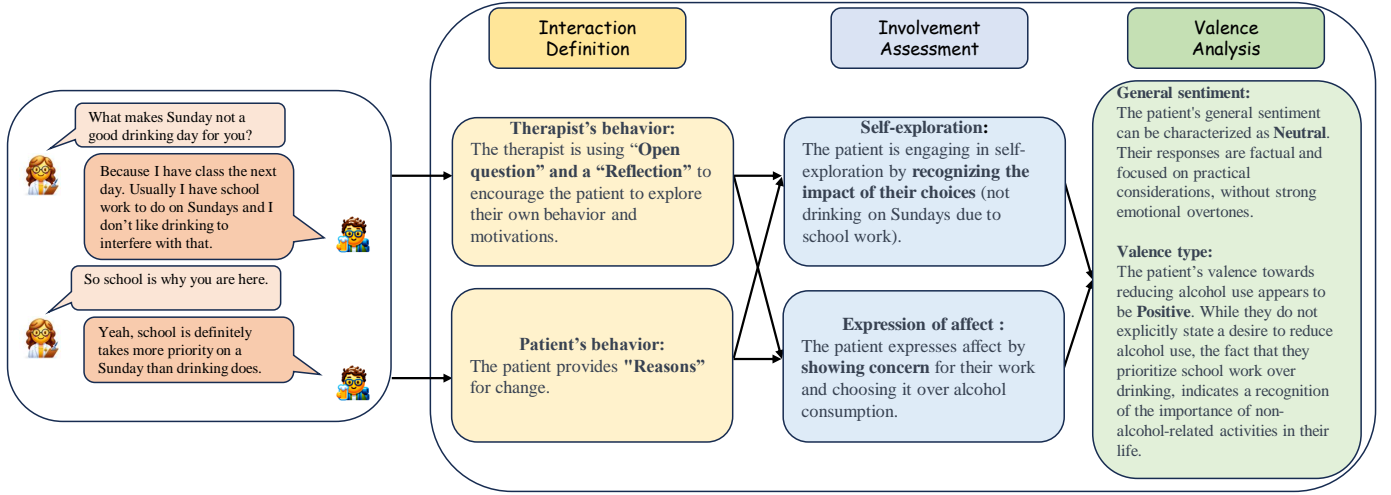 What makes Sunday not a
good drinking day for you?
Because I have class the next
day. Usually I have school
work to do on Sundays and I
don't like drinking to
interfere with that.
So school is why you are here.
Yeah, school is definitely
takes more priority on a
Sunday than drinking does.
Interaction
Definition
Therapist's behavior:
The therapist is using “Open
question” and a “Reflection” to
encourage the patient to explore
their own behavior and
motivations.
Patient's behavior:
The patient provides "Reasons”
for change.
Involvement
Assessment
Self-exploration:
The patient is engaging in self-
exploration by recognizing the
impact of their choices (not
drinking on Sundays due to
school work).
Expression of affect :
The patient expresses affect by
showing concern for their work
and choosing it over alcohol
consumption.
Valence
Analysis
General sentiment:
The patient's general sentiment
can be characterized as Neutral.
Their responses are factual and
focused on practical
considerations, without strong
emotional overtones.
Valence type:
The patient's valence towards
reducing alcohol use appears to
be Positive. While they do not
explicitly state a desire to reduce
alcohol use, the fact that they
prioritize school work over
drinking, indicates a recognition
of the importance of non-
alcohol-related activities in their
life.